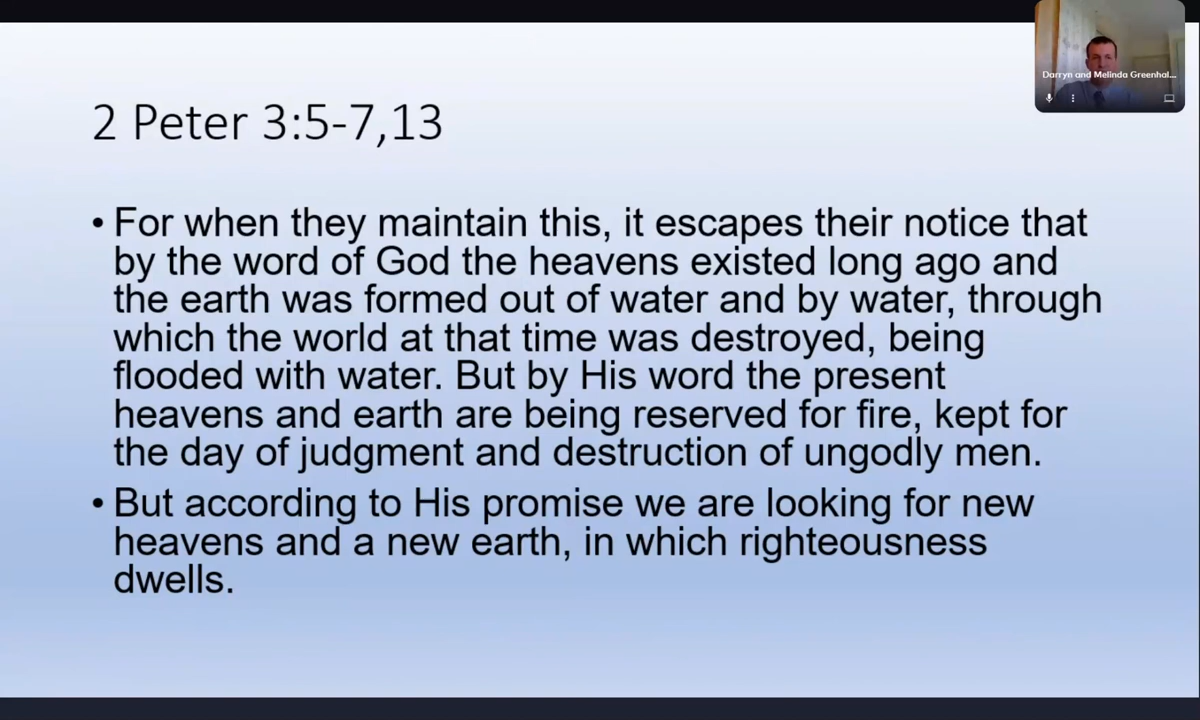 Darryn and Melinda Greenhal...
2 Peter 3:5-7,13
• For when they maintain this, it escapes their notice that
by the word of God the heavens existed long ago and
the earth was formed out of water and by water, through
which the world at that time was destroyed, being
flooded with water. But by His word the present
heavens and earth are being reserved for fire, kept for
the day of judgment and destruction of ungodly men.
• But according to His promise we are looking for new
heavens and a new earth, in which righteousness
dwells.